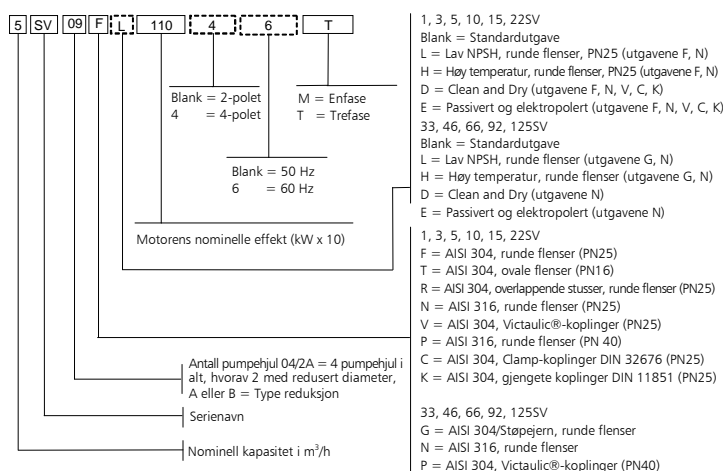 5 SV 09 F L 110 4 6 T
Blank = 2-polet
4 = 4-polet
M = Enfase
T = Trefase
Blank = 50 Hz
6 = 60 Hz
Motorens nominelle effekt (kW x 10)
Antall pumpehjul 04/2A = 4 pumpehjul i
alt, hvorav 2 med redusert diameter,
A eller B = Type reduksjon
Serienavn
Nominell kapasitet i m³/h
1, 3, 5, 10, 15, 22SV
Blank = Standardutgave
L = Lav NPSH, runde flenser, PN25 (utgavene F, N)
H = Høy temperatur, runde flenser, PN25 (utgavene F, N)
D = Clean and Dry (utgavene F, N, V, C, K)
E = Passivert og elektropolert (utgavene F, N, V, C, K)
33, 46, 66, 92, 125SV
Blank = Standardutgave
L = Lav NPSH, runde flenser (utgavene G, N)
H = Høy temperatur, runde flenser (utgavene G, N)
D = Clean and Dry (utgavene N)
E = Passivert og elektropolert (utgavene N)
1, 3, 5, 10, 15, 22SV
F = AISI 304, runde flenser (PN25)
T = AISI 304, ovale flenser (PN16)
R = AISI 304, overlappende stusser, runde flenser (PN25)
N = AISI 316, runde flenser (PN25)
V = AISI 304, Victaulic®-koplinger (PN25)
P = AISI 316, runde flenser (PN 40)
C = AISI 304, Clamp-koplinger DIN 32676 (PN25)
K = AISI 304, gjengete koplinger DIN 11851 (PN25)
33, 46, 66, 92, 125SV
G = AISI 304/Støpejern, runde flenser
N = AISI 316, runde flenser
P = AISI 304, Victaulic®-koplinger (PN40)